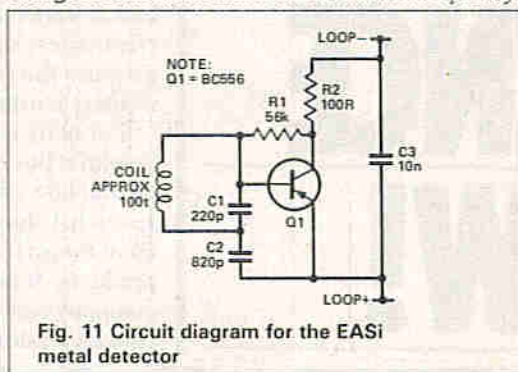 LOOP–
NOTE:
Q1 = BC556
R1
56k
R2
100R
C3
10n
COIL
APPROX
100t
C1
220p
Q1
C2
820p
LOOP+
Fig. 11 Circuit diagram for the EASi
metal detector